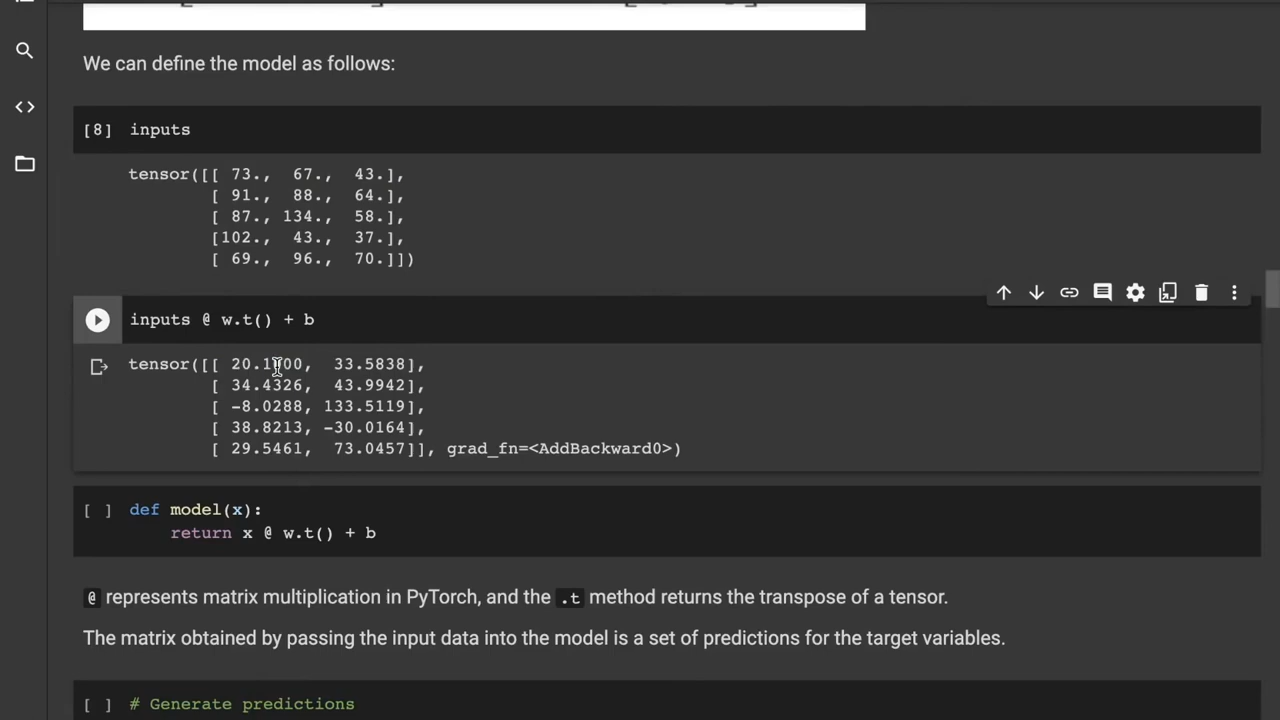 We can define the model as follows:
[8] inputs
tensor([[ 73., 67., 43.],
[ 91., 88., 64.],
[ 87., 134., 58.],
[102., 43., 37.],
[ 69., 96., 70.]])
inputs @ w.t() + b
tensor([[ 33.5838],
[ 34.4326, 43.9942],
[ -8.0288, 133.5119],
[ 38.8213, -30.0164],
[ 29.5461, 73.0457]], grad_fn=<AddBackward0>)
[ ] def model(x):
return x @ w.t() + b
@ represents matrix multiplication in PyTorch, and the .t method returns the transpose of a tensor.
The matrix obtained by passing the input data into the model is a set of predictions for the target variables.
[ ] # Generate predictions